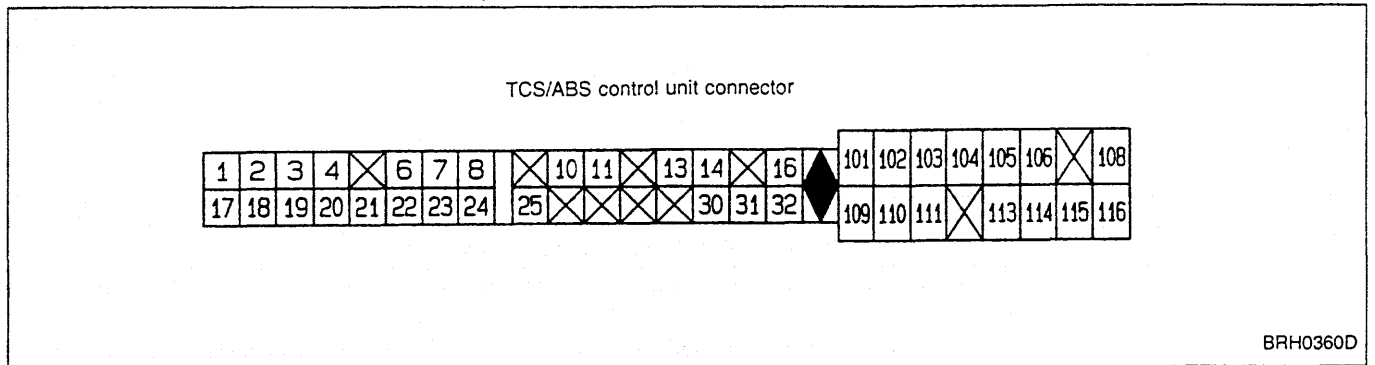 TCS/ABS control unit connector
1 2 3 4 6 7 8 10 11 13 14 16 101 102 103 104 105 106 108
17 18 19 20 21 22 23 24 25 30 31 32 109 110 111 113 114 115 116
BRH0360D